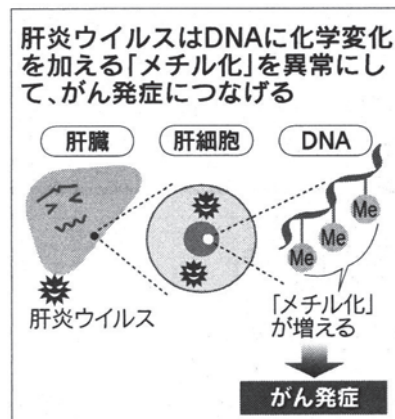 肝炎ウイルスはDNAに化学変化
を加える「メチル化」を異常にし
て、がん発症につなげる
肝臓
肝細胞
DNA
Me
Me
Me
肝炎ウイルス
「メチル化」
が増える
がん発症